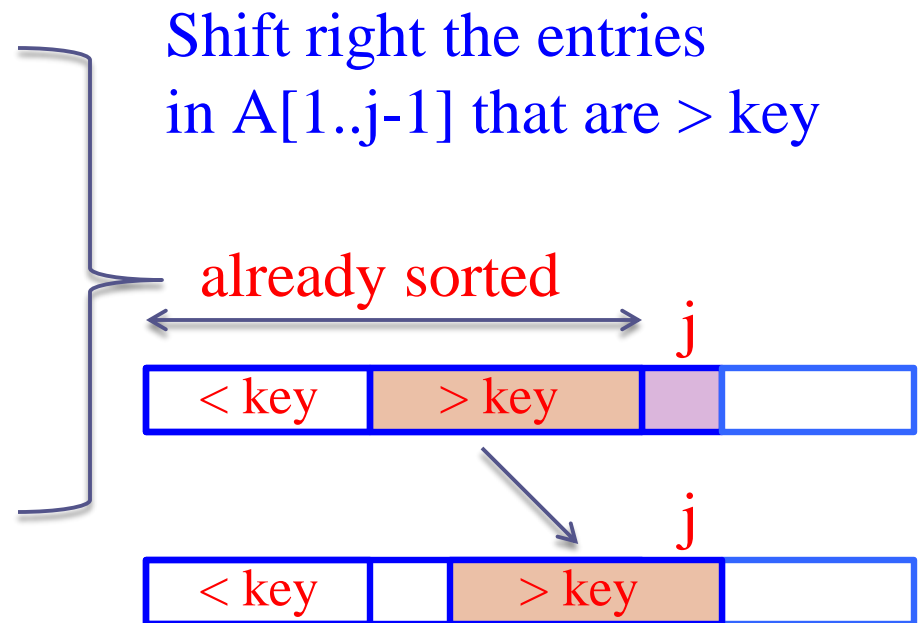 Shift right the entries
in A[1..j-1] that are > key
already sorted
j
< key > key
j
< key > key